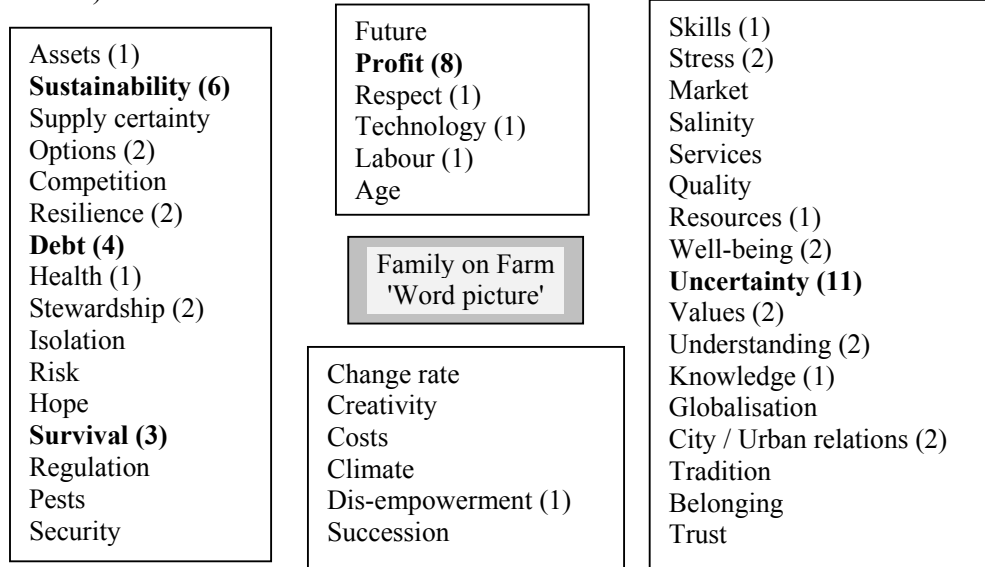 Assets (1)
Sustainability (6)
Supply certainty
Options (2)
Competition
Resilience (2)
Debt (4)
Health (1)
Stewardship (2)
Isolation
Risk
Hope
Survival (3)
Regulation
Pests
Security
Future
Profit (8)
Respect (1)
Technology (1)
Labour (1)
Age
Family on Farm
'Word picture'
Change rate
Creativity
Costs
Climate
Dis-empowerment (1)
Succession
Skills (1)
Stress (2)
Market
Salinity
Services
Quality
Resources (1)
Well-being (2)
Uncertainty (11)
Values (2)
Understanding (2)
Knowledge (1)
Globalisation
City / Urban relations (2)
Tradition
Belonging
Trust